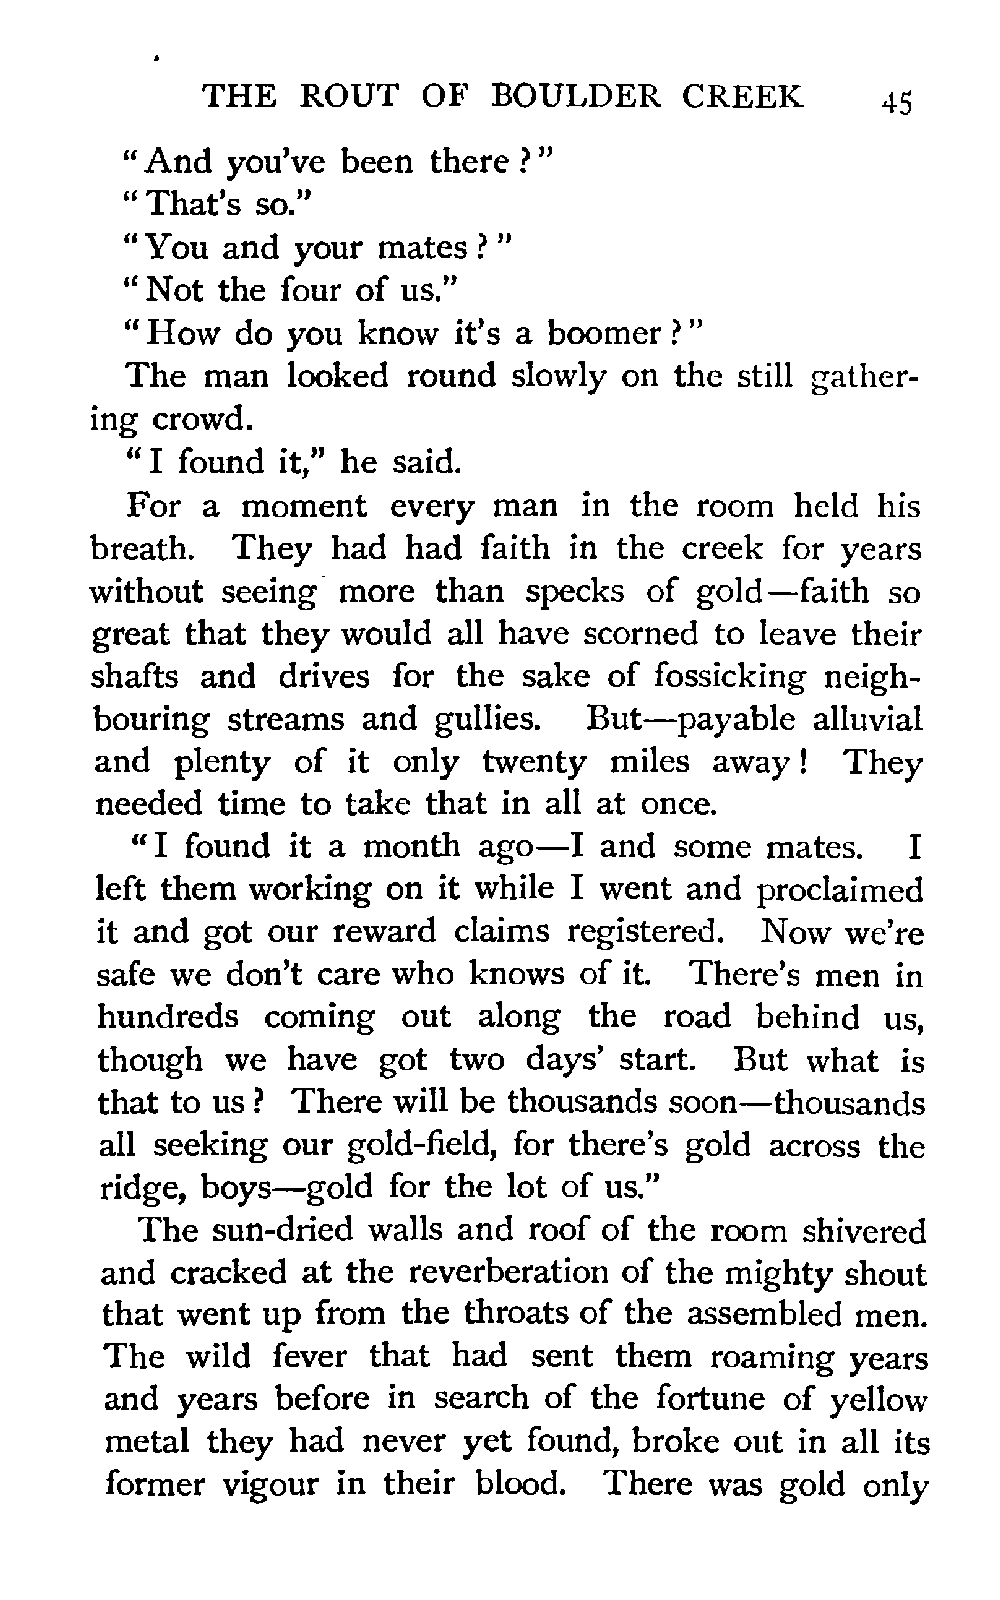 THE ROUT OF BOULDER CREEK 45
"And you've been there?"
"That's so."
"You and your mates?"
"Not the four of us."
"How do you know it's a boomer?"
The man looked round slowly on the still gather-
ing crowd.
"I found it," he said.
For a moment every man in the room held his
breath. They had had faith in the creek for years
without seeing more than specks of gold—faith so
great that they would all have scorned to leave their
shafts and drives for the sake of fossicking neigh-
bouring streams and gullies. But—payable alluvial
and plenty of it only twenty miles away! They
needed time to take that in all at once.
"I found it a month ago—I and some mates. I
left them working on it while I went and proclaimed
it and got our reward claims registered. Now we're
safe we don't care who knows of it. There's men in
hundreds coming out along the road behind us,
though we have got two days' start. But what is
that to us? There will be thousands soon—thousands
all seeking our gold-field, for there's gold across the
ridge, boys—gold for the lot of us."
The sun-dried walls and roof of the room shivered
and cracked at the reverberation of the mighty shout
that went up from the throats of the assembled men.
The wild fever that had sent them roaming years
and years before in search of the fortune of yellow
metal they had never yet found, broke out in all its
former vigour in their blood. There was gold only